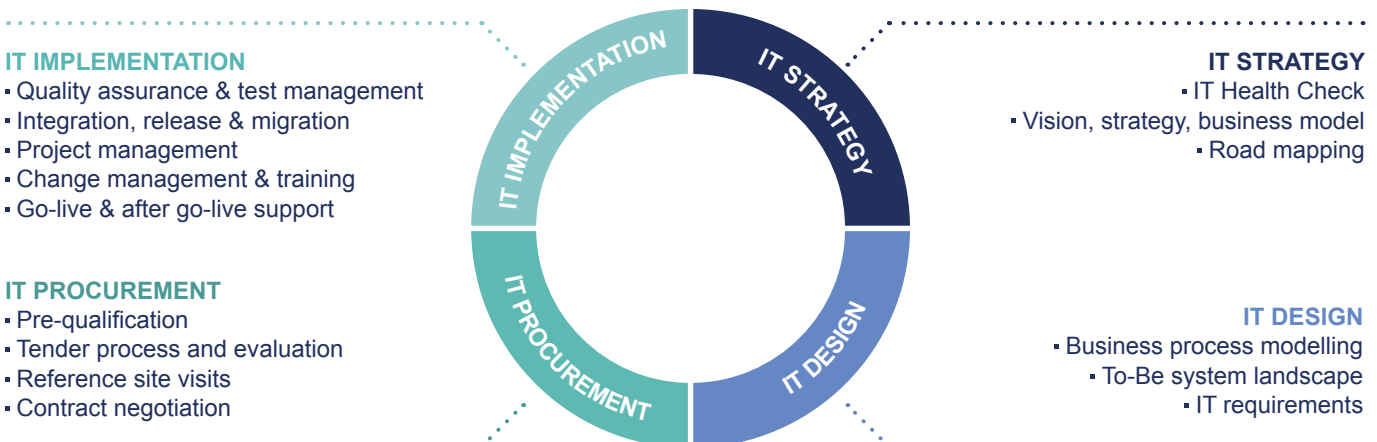 IT IMPLEMENTATION
▪ Quality assurance & test management
▪ Integration, release & migration
▪ Project management
▪ Change management & training
▪ Go-live & after go-live support
IT PROCUREMENT
▪ Pre-qualification
▪ Tender process and evaluation
▪ Reference site visits
▪ Contract negotiation
IT IMPLEMENTATION
IT STRATEGY
IT PROCUREMENT
IT DESIGN
IT STRATEGY
▪ IT Health Check
▪ Vision, strategy, business model
▪ Road mapping
IT DESIGN
▪ Business process modelling
▪ To-Be system landscape
▪ IT requirements